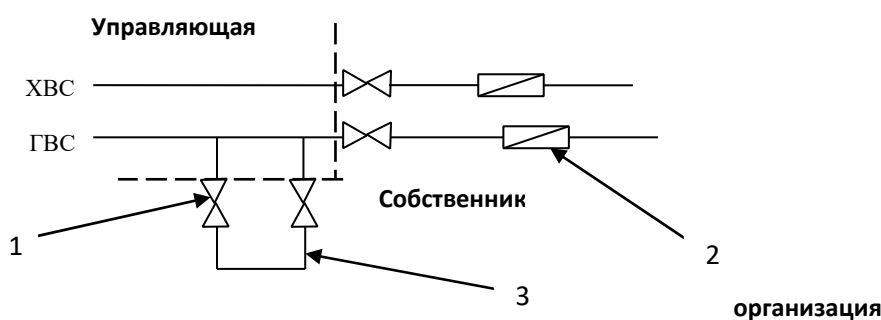 Управляющая
ХВС
ГВС
Собственник
1
2
3
организация